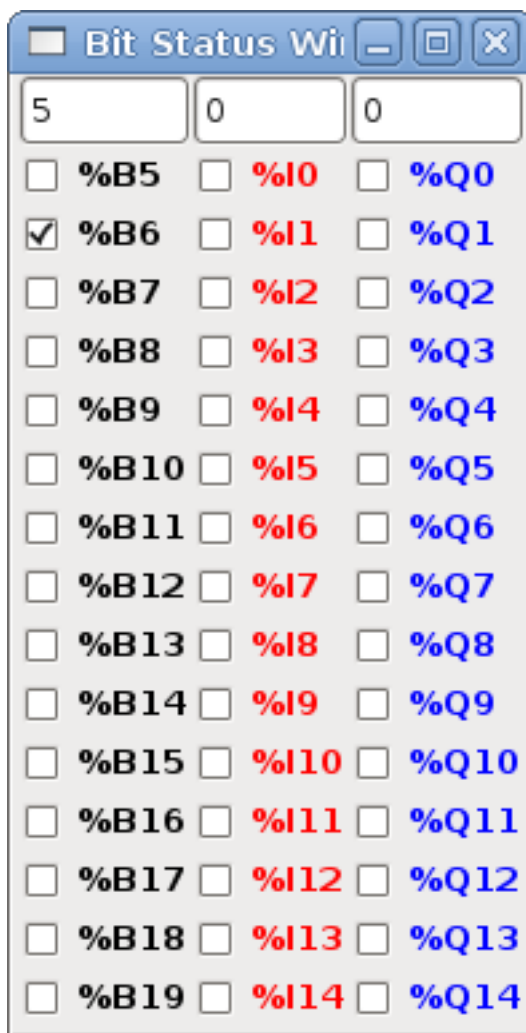 Bit Status Wi
5 0 0
%B5 %I0 %Q0
%B6 %I1 %Q1
%B7 %I2 %Q2
%B8 %I3 %Q3
%B9 %I4 %Q4
%B10 %I5 %Q5
%B11 %I6 %Q6
%B12 %I7 %Q7
%B13 %I8 %Q8
%B14 %I9 %Q9
%B15 %I10 %Q10
%B16 %I11 %Q11
%B17 %I12 %Q12
%B18 %I13 %Q13
%B19 %I14 %Q14